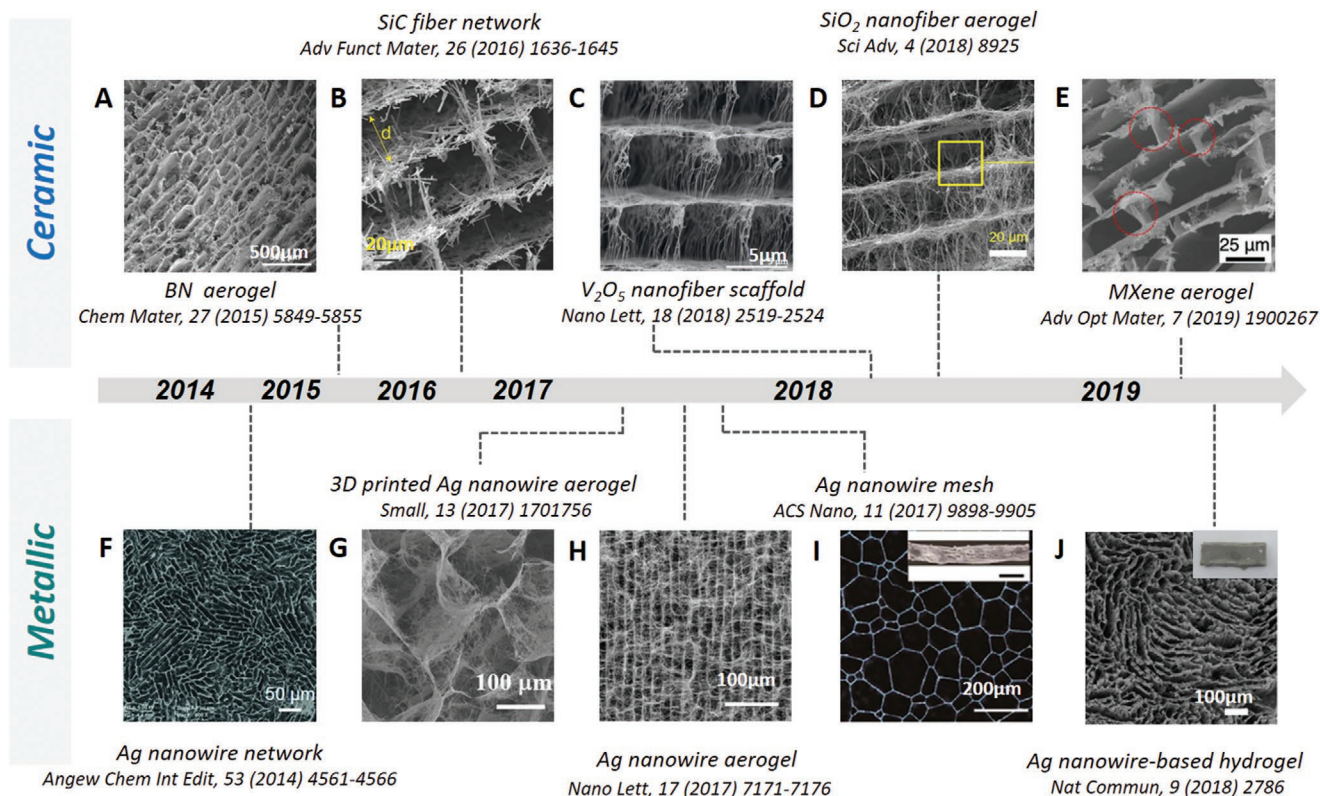 Ceramic
SiC fiber network
Adv Funct Mater, 26 (2016) 1636-1645
SiO₂ nanofiber aerogel
Sci Adv, 4 (2018) 8925
A
500μm
B
d
20μm
C
5μm
D
20 μm
E
25 μm
BN aerogel
Chem Mater, 27 (2015) 5849-5855
V₂O₅ nanofiber scaffold
Nano Lett, 18 (2018) 2519-2524
MXene aerogel
Adv Opt Mater, 7 (2019) 1900267
2014 2015 2016 2017 2018 2019
Metallic
3D printed Ag nanowire aerogel
Small, 13 (2017) 1701756
Ag nanowire mesh
ACS Nano, 11 (2017) 9898-9905
F
50 μm
G
100 μm
H
100μm
I
200μm
J
100μm
Ag nanowire network
Angew Chem Int Edit, 53 (2014) 4561-4566
Ag nanowire aerogel
Nano Lett, 17 (2017) 7171-7176
Ag nanowire-based hydrogel
Nat Commun, 9 (2018) 2786